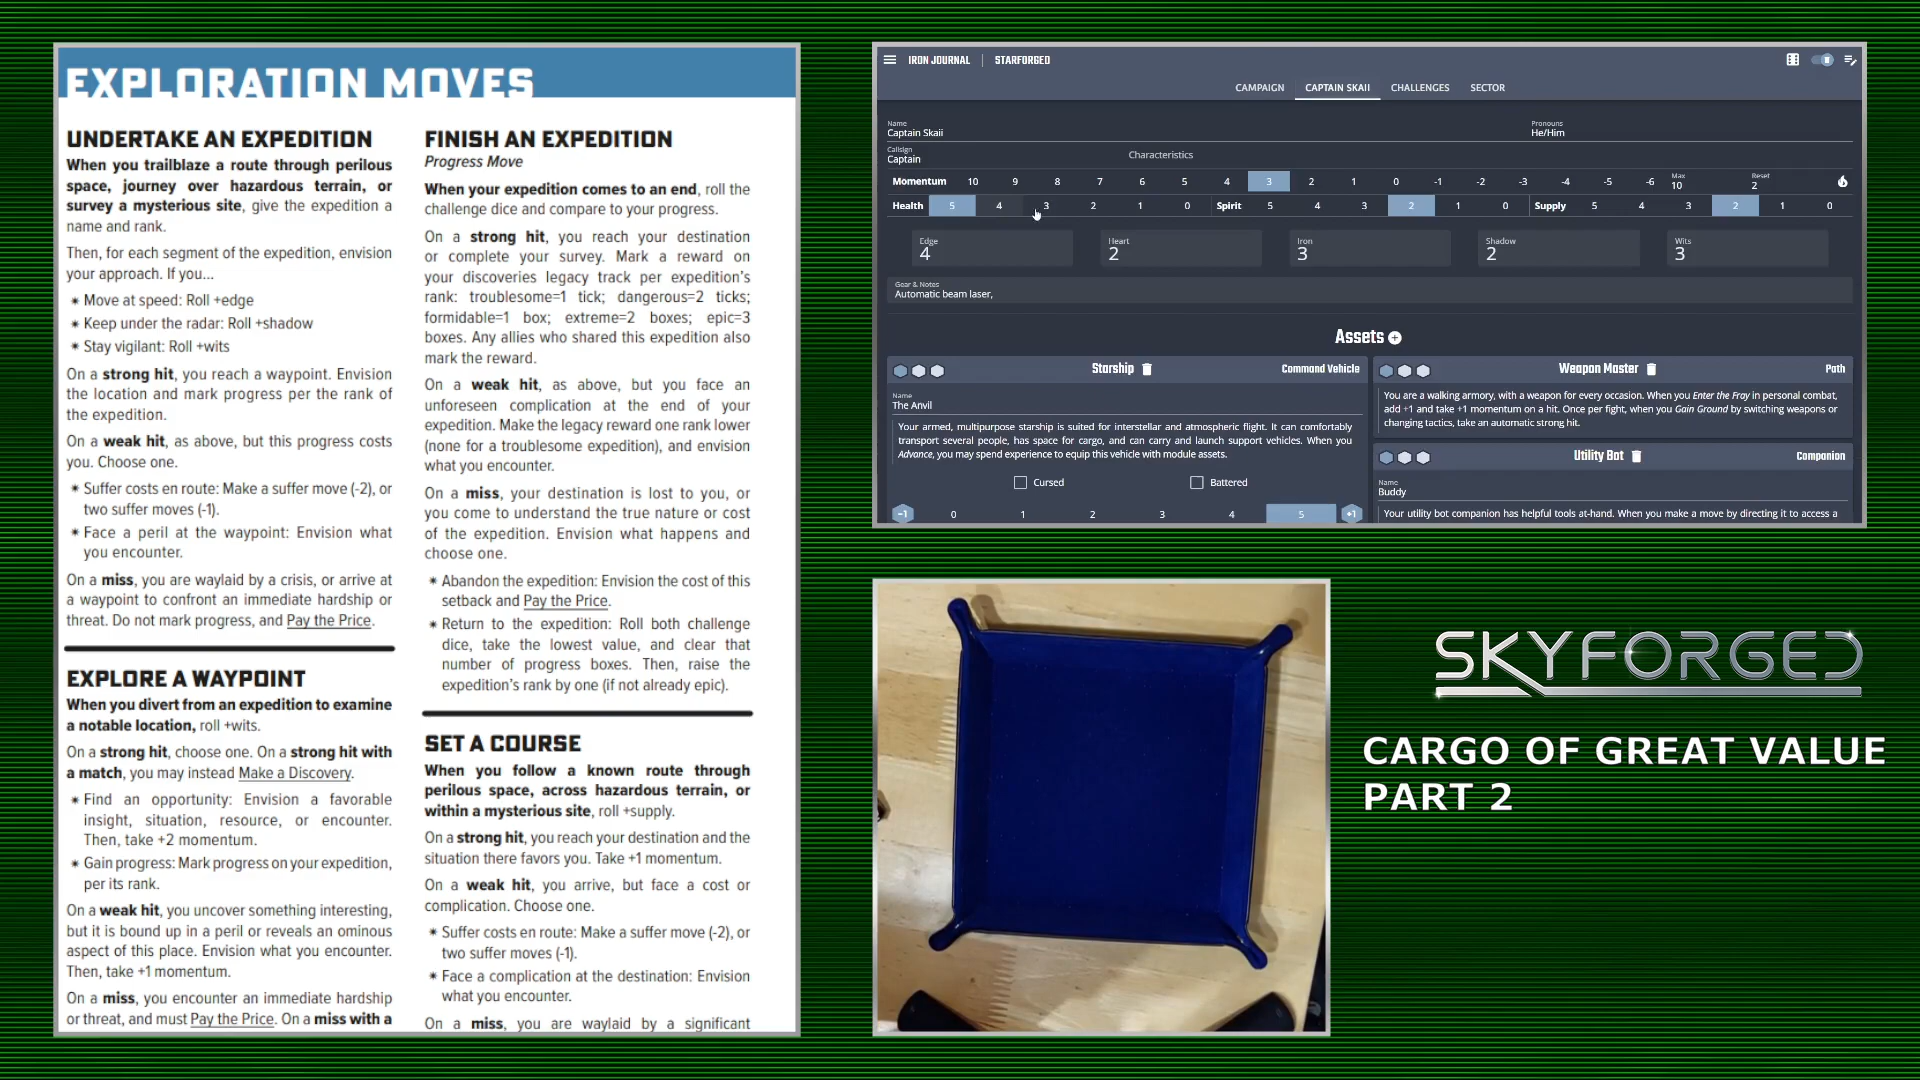 EXPLORATION MOVES
UNDERTAKE AN EXPEDITION
When you trailblaze a route through perilous
space, journey over hazardous terrain, or
survey a mysterious site, give the expedition a
name and rank.
Then, for each segment of the expedition, envision
your approach. If you...
* Move at speed: Roll +edge
* Keep under the radar: Roll +shadow
* Stay vigilant: Roll +wits
On a strong hit, you reach a waypoint. Envision
the location and mark progress per the rank of
the expedition.
On a weak hit, as above, but this progress costs
you. Choose one.
* Suffer costs en route: Make a suffer move (-2), or
two suffer moves (-1).
* Face a peril at the waypoint: Envision what
you encounter.
On a miss, you are waylaid by a crisis, or arrive at
a waypoint to confront an immediate hardship or
threat. Do not mark progress, and Pay the Price.
EXPLORE A WAYPOINT
When you divert from an expedition to examine
a notable location, roll +wits.
On a strong hit, choose one. On a strong hit with
a match, you may instead Make a Discovery.
* Find an opportunity: Envision a favorable
insight, situation, resource, or encounter.
Then, take +2 momentum.
* Gain progress: Mark progress on your expedition,
per its rank.
On a weak hit, you uncover something interesting,
but it is bound up in a peril or reveals an ominous
aspect of this place. Envision what you encounter.
Then, take +1 momentum.
On a miss, you encounter an immediate hardship
or threat, and must Pay the Price. On a miss with a
FINISH AN EXPEDITION
Progress Move
When your expedition comes to an end, roll the
challenge dice and compare to your progress.
On a strong hit, you reach your destination
or complete your survey. Mark a reward on
your discoveries legacy track per expedition's
rank: troublesome=1 tick; dangerous=2 ticks;
formidable=1 box; extreme=2 boxes; epic=3
boxes. Any allies who shared this expedition also
mark the reward.
On a weak hit, as above, but you face an
unforeseen complication at the end of your
expedition. Make the legacy reward one rank lower
(none for a troublesome expedition), and envision
what you encounter.
On a miss, your destination is lost to you, or
you come to understand the true nature or cost
of the expedition. Envision what happens and
choose one.
* Abandon the expedition: Envision the cost of this
setback and Pay the Price.
* Return to the expedition: Roll both challenge
dice, take the lowest value, and clear that
number of progress boxes. Then, raise the
expedition's rank by one (if not already epic).
SET A COURSE
When you follow a known route through
perilous space, across hazardous terrain, or
within a mysterious site, roll +supply.
On a strong hit, you reach your destination and the
situation there favors you. Take +1 momentum.
On a weak hit, you arrive, but face a cost or
complication. Choose one.
* Suffer costs en route: Make a suffer move (-2), or
two suffer moves (-1).
* Face a complication at the destination: Envision
what you encounter.
On a miss, you are waylaid by a significant
IRON JOURNAL | STARFORGED
CAMPAIGN CAPTAIN SKAII CHALLENGES SECTOR
Name Pronouns
Captain Skaii He/Him
Callsign
Captain
Characteristics
Momentum 10 9 8 7 6 5 4 3 2 1 0 -1 -2 -3 -4 -5 -6 Max 10 Reset 2
Health 5 4 3 2 1 0 Spirit 5 4 3 2 1 0 Supply 5 4 3 2 1 0
Edge Heart Iron Shadow Wits
4 2 3 2 3
Gear & Notes
Automatic beam laser,
Assets
Starship Command Vehicle
Name
The Anvil
Your armed, multipurpose starship is suited for interstellar and atmospheric flight. It can comfortably
transport several people, has space for cargo, and can carry and launch support vehicles. When you
Advance, you may spend experience to equip this vehicle with module assets.
Cursed Battered
-1 0 1 2 3 4 5 +1
Weapon Master Path
You are a walking armory, with a weapon for every occasion. When you Enter the Fray in personal combat,
add +1 and take +1 momentum on a hit. Once per fight, when you Gain Ground by switching weapons or
changing tactics, take an automatic strong hit.
Utility Bot Companion
Name
Buddy
Your utility bot companion has helpful tools at-hand. When you make a move by directing it to access a
SKYFORGED
CARGO OF GREAT VALUE
PART 2